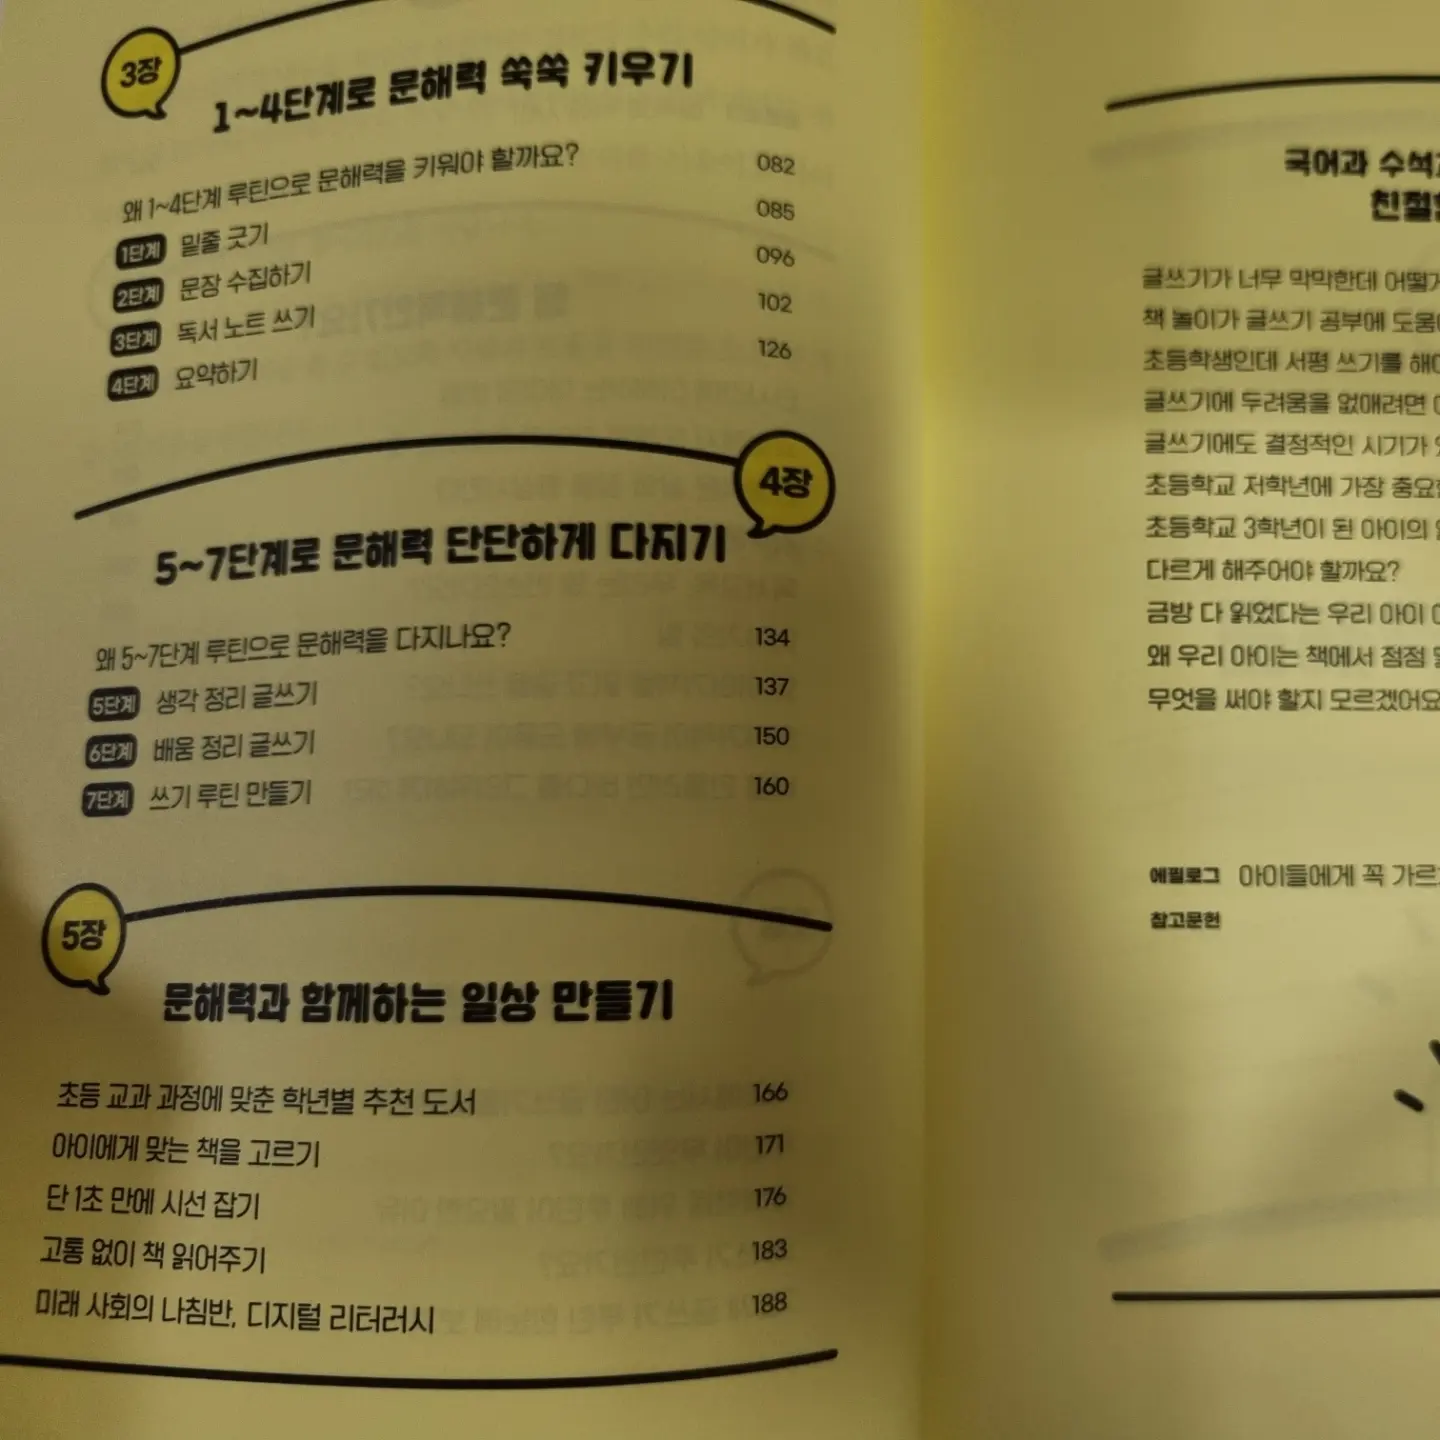 3장
1~4단계로 문해력 쑥쑥 키우기
왜 1~4단계 루틴으로 문해력을 키워야 할까요? 082
1단계 밑줄 긋기 085
2단계 문장 수집하기 096
3단계 독서 노트 쓰기 102
4단계 요약하기 126
4장
5~7단계로 문해력 단단하게 다지기
왜 5~7단계 루틴으로 문해력을 다지나요? 134
5단계 생각 정리 글쓰기 137
6단계 배움 정리 글쓰기 150
7단계 쓰기 루틴 만들기 160
5장
문해력과 함께하는 일상 만들기
초등 교과 과정에 맞춘 학년별 추천 도서 166
아이에게 맞는 책을 고르기 171
단 1초 만에 시선 잡기 176
고통 없이 책 읽어주기 183
미래 사회의 나침반, 디지털 리터러시 188
국어과 수석
글쓰기가 너무 막막한데
책 놀이가 글쓰기 공부에
초등학생인데 서평 쓰기를
글쓰기에 두려움을 없애려면
글쓰기에도 결정적인 시기가
초등학교 저학년에 가장
초등학교 3학년이 된 아이의
다르게 해주어야 할까요?
금방 다 읽었다는 우리 아이
왜 우리 아이는 책에서 점점
무엇을 써야 할지 모르겠어요
에필로그 아이들에게 꼭
참고문헌